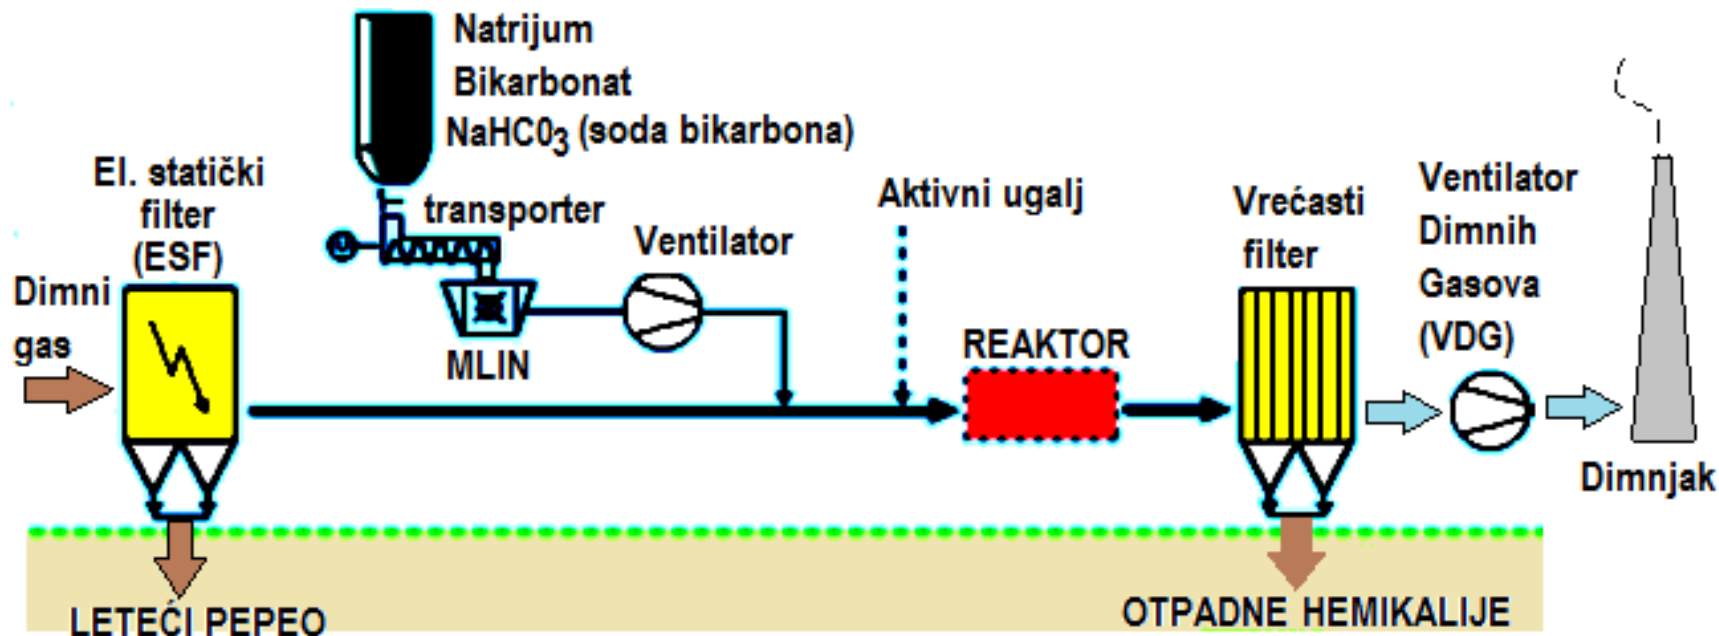 Natrijum
Bikarbonat
NaHC0₃ (soda bikarbona)
El. statički
filter
(ESF)
transporter
Ventilator
Aktivni ugalj
Vrećasti
filter
Ventilator
Dimnih
Gasova
(VDG)
Dimni
gas
MLIN
REAKTOR
Dimnjak
LETEĆI PEPEO
OTPADNE HEMIKALIJE